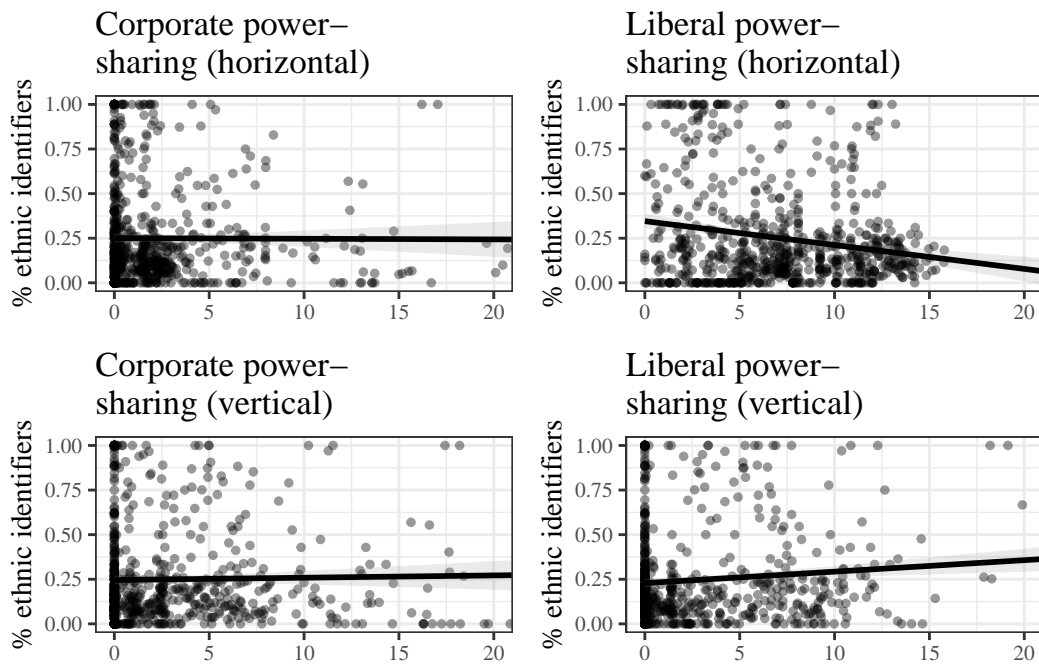 Corporate power–
sharing (horizontal)
% ethnic identifiers
1.00
0.75
0.50
0.25
0.00
0 5 10 15 20
Liberal power–
sharing (horizontal)
% ethnic identifiers
1.00
0.75
0.50
0.25
0.00
0 5 10 15 20
Corporate power–
sharing (vertical)
% ethnic identifiers
1.00
0.75
0.50
0.25
0.00
0 5 10 15 20
Liberal power–
sharing (vertical)
% ethnic identifiers
1.00
0.75
0.50
0.25
0.00
0 5 10 15 20